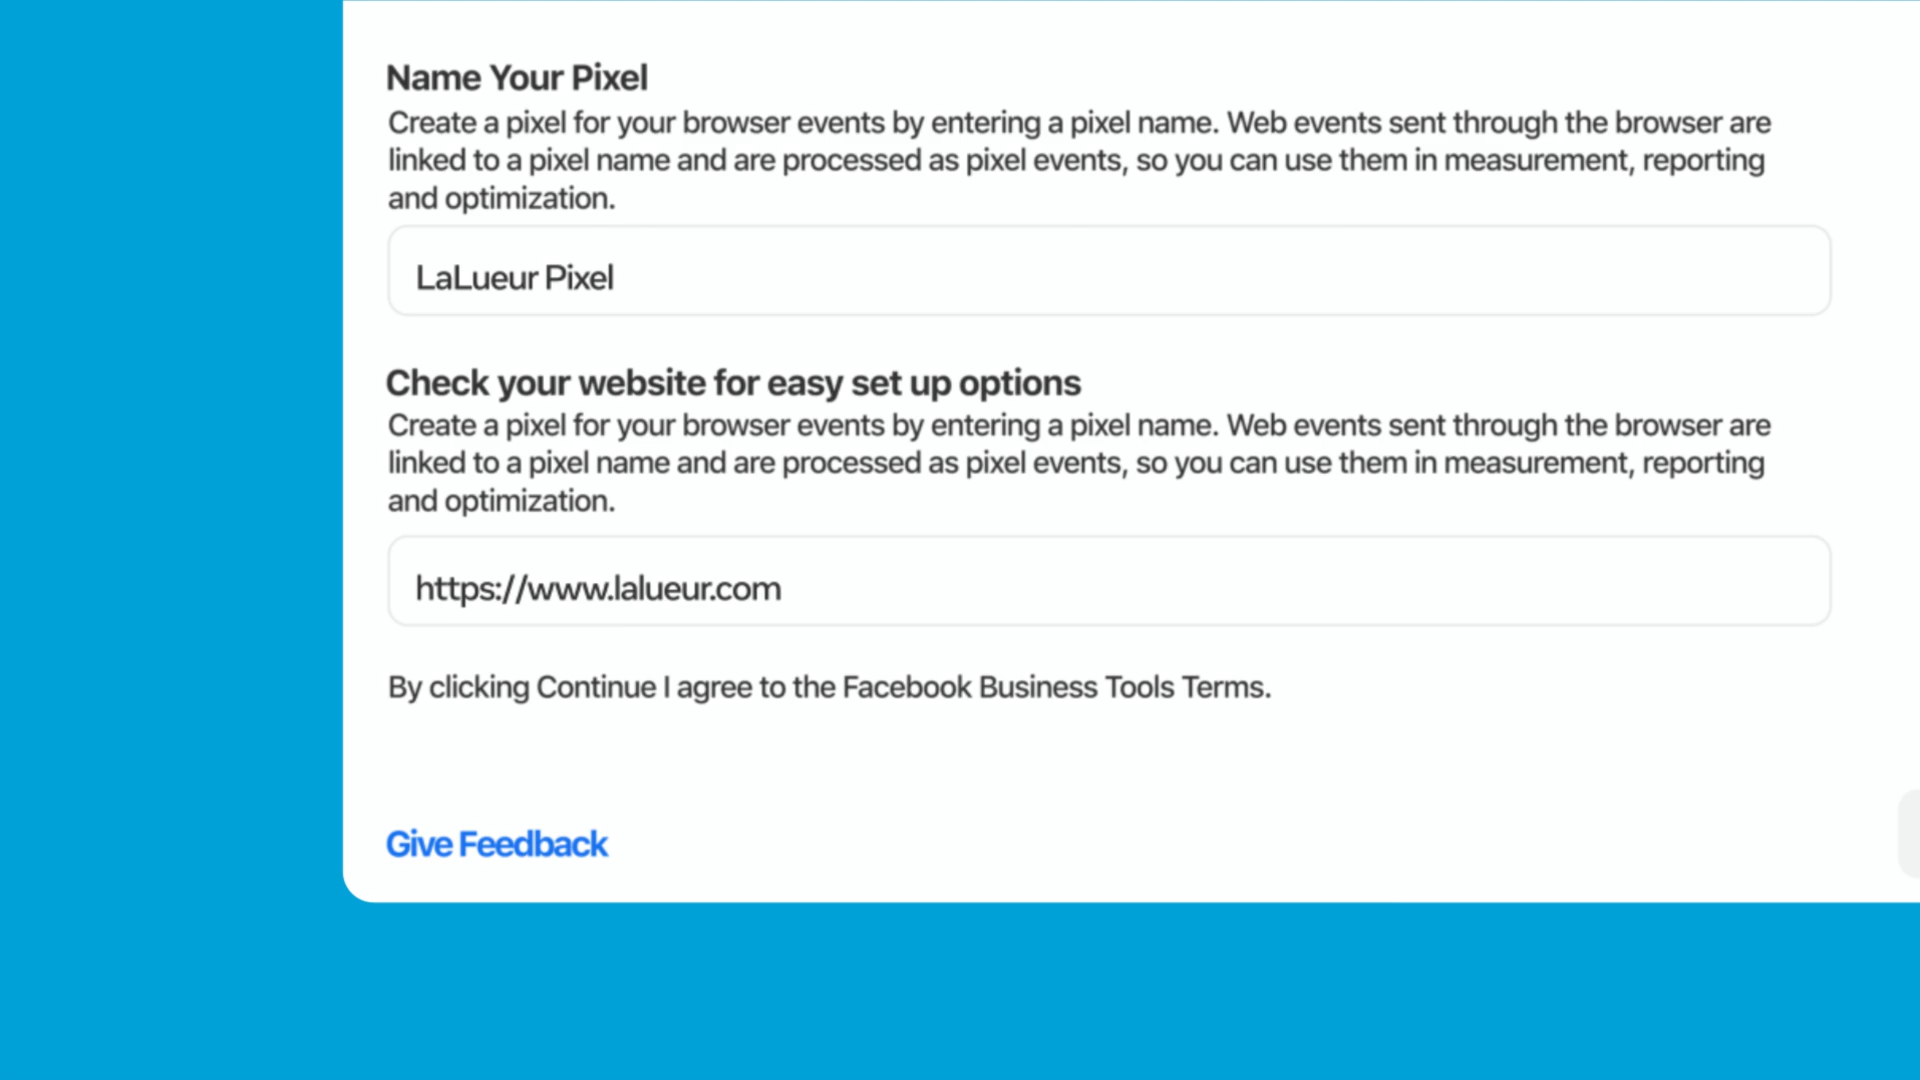 Name Your Pixel
Create a pixel for your browser events by entering a pixel name. Web events sent through the browser are
linked to a pixel name and are processed as pixel events, so you can use them in measurement, reporting
and optimization.
LaLueur Pixel
Check your website for easy set up options
Create a pixel for your browser events by entering a pixel name. Web events sent through the browser are
linked to a pixel name and are processed as pixel events, so you can use them in measurement, reporting
and optimization.
https://www.lalueur.com
By clicking Continue I agree to the Facebook Business Tools Terms.
Give Feedback